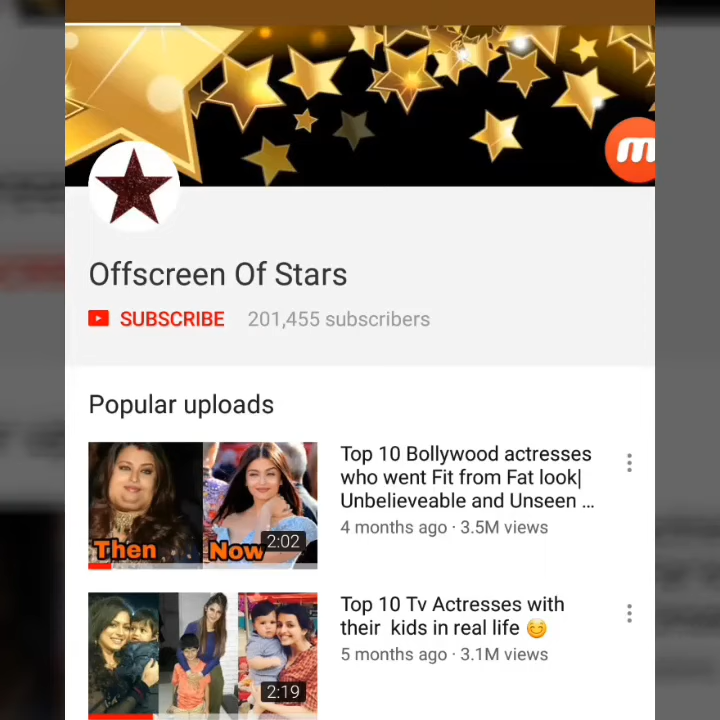 m
Offscreen Of Stars
SUBSCRIBE 201,455 subscribers
Popular uploads
Then
Now
2:02
Top 10 Bollywood actresses
who went Fit from Fat look|
Unbelieveable and Unseen ...
4 months ago · 3.5M views
2:19
Top 10 Tv Actresses with
their kids in real life 😊
5 months ago · 3.1M views